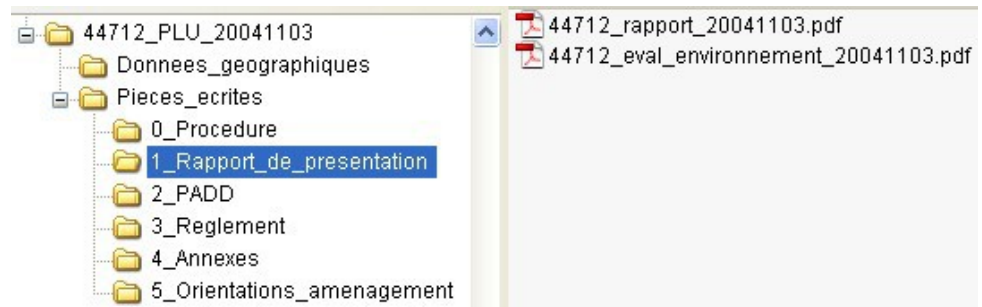 44712_PLU_20041103
Donnees_geographiques
Pieces_ecrites
0_Procedure
1_Rapport_de_presentation
2_PADD
3_Reglement
4_Annexes
5_Orientations_amenagement
44712_rapport_20041103.pdf
44712_eval_environnement_20041103.pdf